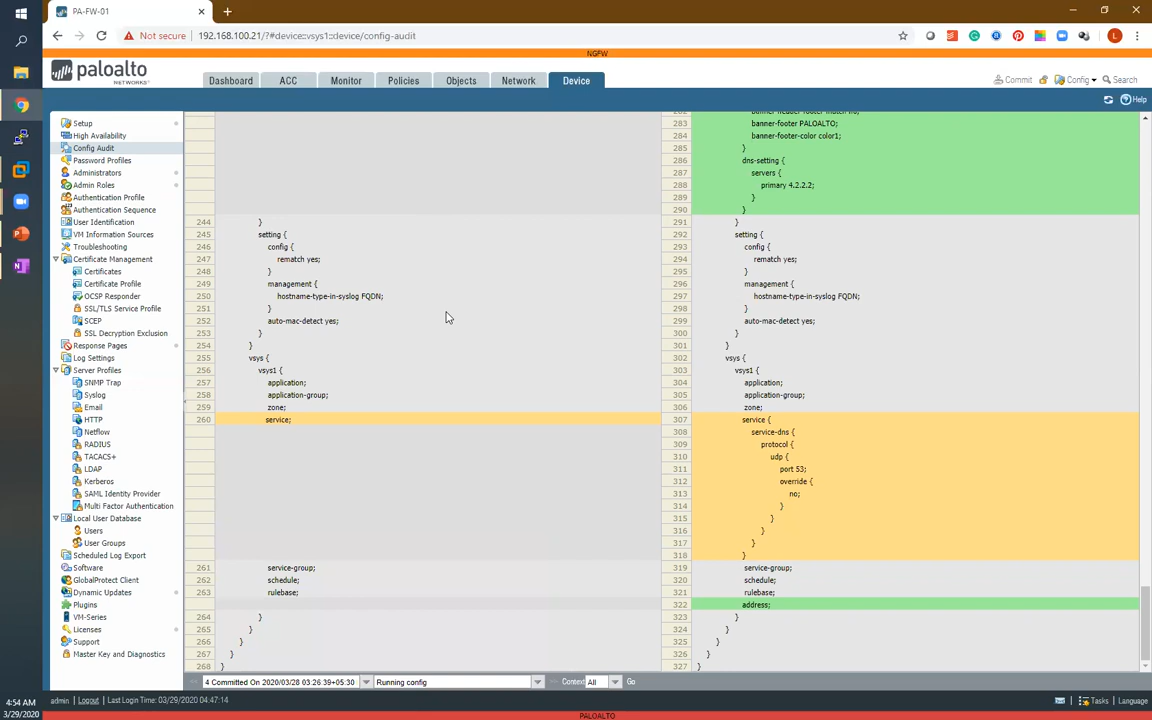 PA-FW-01
Not secure
192.168.100.21/?#device::vsys1::device/config-audit
L
NGFW
paloalto
NETWORKS
Dashboard
ACC
Monitor
Policies
Objects
Network
Device
Commit
Config
Search
Help
Setup
High Availability
Config Audit
Password Profiles
Administrators
Admin Roles
Authentication Profile
Authentication Sequence
User Identification
VM Information Sources
Troubleshooting
Certificate Management
Certificates
Certificate Profile
OCSP Responder
SSL/TLS Service Profile
SCEP
SSL Decryption Exclusion
Response Pages
Log Settings
Server Profiles
SNMP Trap
Syslog
Email
HTTP
Netflow
RADIUS
TACACS+
LDAP
Kerberos
SAML Identity Provider
Multi Factor Authentication
Local User Database
Users
User Groups
Scheduled Log Export
Software
GlobalProtect Client
Dynamic Updates
Plugins
VM-Series
Licenses
Support
Master Key and Diagnostics
244 }
245 setting {
246 config {
247 rematch yes;
248 }
249 management {
250 hostname-type-in-syslog FQDN;
251 }
252 auto-mac-detect yes;
253 }
254 }
255 vsys {
256 vsys1 {
257 application;
258 application-group;
259 zone;
260 service;
261 service-group;
262 schedule;
263 rulebase;
264 }
265 }
266 }
267 }
268 }
283 banner-footer PALOALTO;
284 banner-footer-color color1;
285 }
286 dns-setting {
287 servers {
288 primary 4.2.2.2;
289 }
290 }
291 }
292 setting {
293 config {
294 rematch yes;
295 }
296 management {
297 hostname-type-in-syslog FQDN;
298 }
299 auto-mac-detect yes;
300 }
301 }
302 vsys {
303 vsys1 {
304 application;
305 application-group;
306 zone;
307 service {
308 service-dns {
309 protocol {
310 udp {
311 port 53;
312 override {
313 no;
314 }
315 }
316 }
317 }
318 }
319 service-group;
320 schedule;
321 rulebase;
322 address;
323 }
324 }
325 }
326 }
327 }
4 Committed On 2020/03/28 03:26:39+05:30
Running config
Context
All
Go
admin | Logout | Last Login Time: 03/29/2020 04:47:14
Tasks | Language
PALOALTO
4:54 AM
3/29/2020